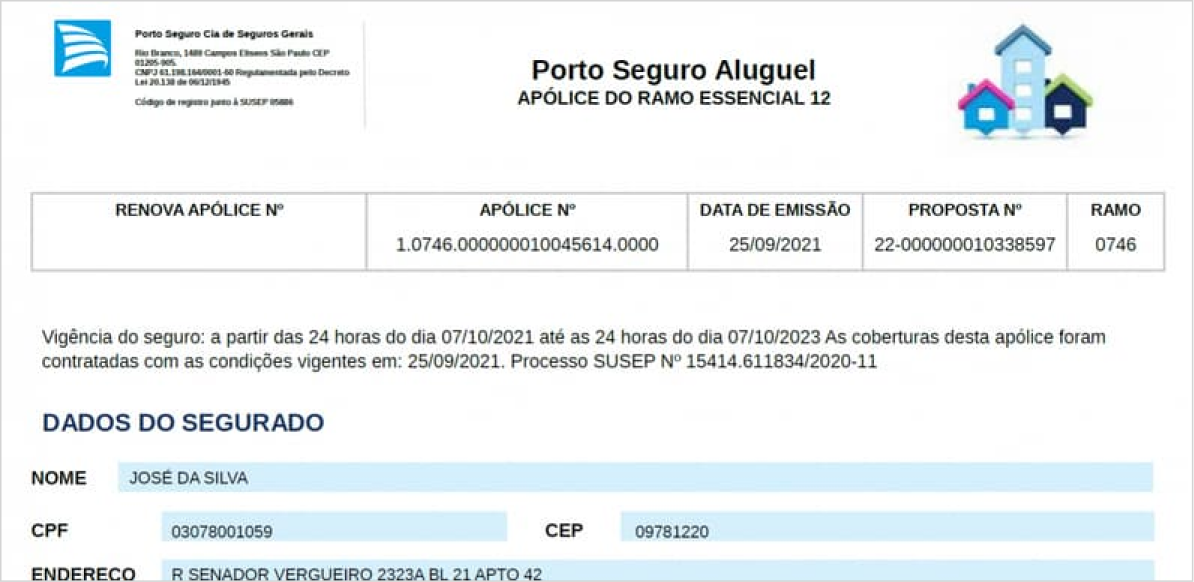 Porto Seguro Cia de Seguros Gerais
Rio Branco, 1489 Campos Eliseos São Paulo CEP
01205-905.
CNPJ 61.198.164/0001-60 Regulamentada pelo Decreto
Lei 20.138 de 06/12/1945
Código de registro junto à SUSEP 05886
Porto Seguro Aluguel
APÓLICE DO RAMO ESSENCIAL 12
RENOVA APÓLICE Nº
APÓLICE Nº
DATA DE EMISSÃO
PROPOSTA Nº
RAMO
1.0746.000000010045614.0000
25/09/2021
22-000000010338597
0746
Vigência do seguro: a partir das 24 horas do dia 07/10/2021 até as 24 horas do dia 07/10/2023 As coberturas desta apólice foram
contratadas com as condições vigentes em: 25/09/2021. Processo SUSEP Nº 15414.611834/2020-11
DADOS DO SEGURADO
NOME JOSÉ DA SILVA
CPF 03078001059 CEP 09781220
ENDEREÇO R SENADOR VERGUEIRO 2323A BL 21 APTO 42